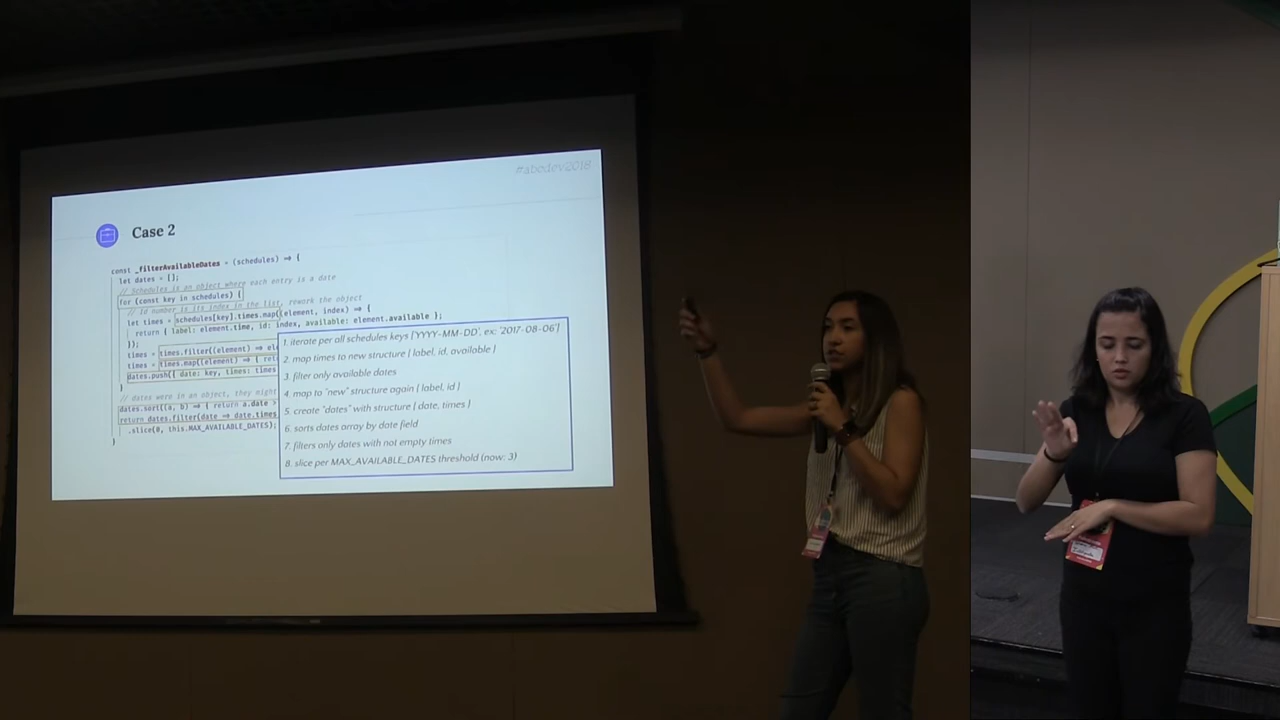 #abcdev2018
Case 2
const _filterAvailableDates = (schedules) => {
let dates = [];
// Schedules is an object where each entry is a date
for (const key in schedules) {
// Id number is its index in the list, rework the object
let times = schedules[key].times.map((element, index) => {
return { label: element.time, id: index, available: element.available };
});
times = times.filter((element) =>
times = times.map((element) => {
dates.push({ date: key, times: times
}
// dates were in an object, they might
dates.sort((a, b) => { return a.date >
return dates.filter(date => date.times
.slice(0, this.MAX_AVAILABLE_DATES);
}
1. iterate per all schedules keys ['YYYY-MM-DD', ex: '2017-08-06']
2. map times to new structure { label, id, available }
3. filter only available dates
4. map to "new" structure again { label, id }
5. create "dates" with structure { date, times }
6. sorts dates array by date field
7. filters only dates with not empty times
8. slice per MAX_AVAILABLE_DATES threshold (now: 3)